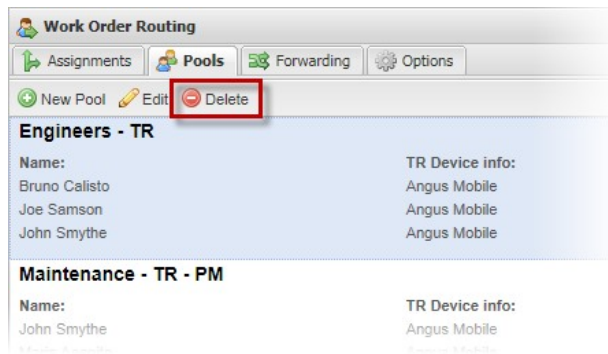 Work Order Routing
Assignments Pools Forwarding Options
New Pool Edit Delete
Engineers - TR
Name: TR Device info:
Bruno Calisto Angus Mobile
Joe Samson Angus Mobile
John Smythe Angus Mobile
Maintenance - TR - PM
Name: TR Device info:
John Smythe Angus Mobile